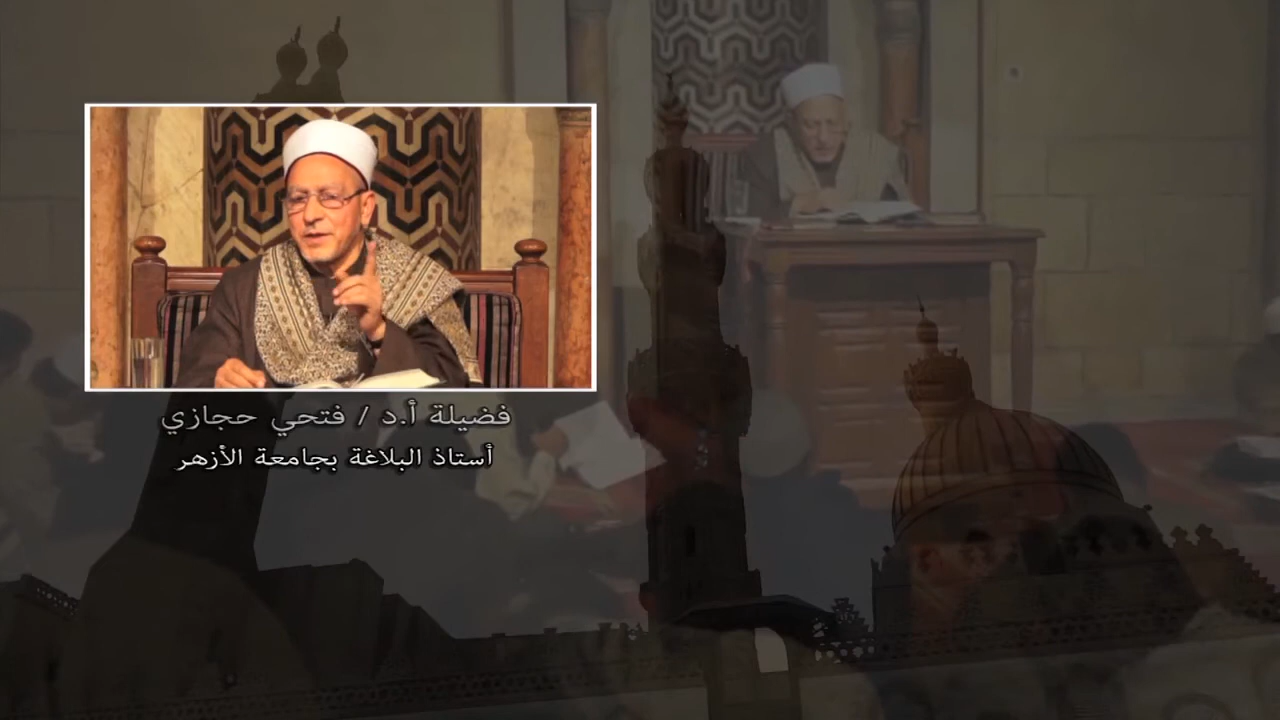 فضيلة أ.د / فتحي حجازي
أستاذ البلاغة بجامعة الأزهر